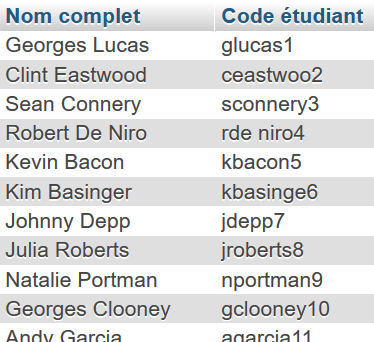 Nom complet Code étudiant
Georges Lucas glucas1
Clint Eastwood ceastwoo2
Sean Connery sconnery3
Robert De Niro rde niro4
Kevin Bacon kbacon5
Kim Basinger kbasinge6
Johnny Depp jdepp7
Julia Roberts jroberts8
Natalie Portman nportman9
Georges Clooney gclooney10
Andy Garcia agarcia11